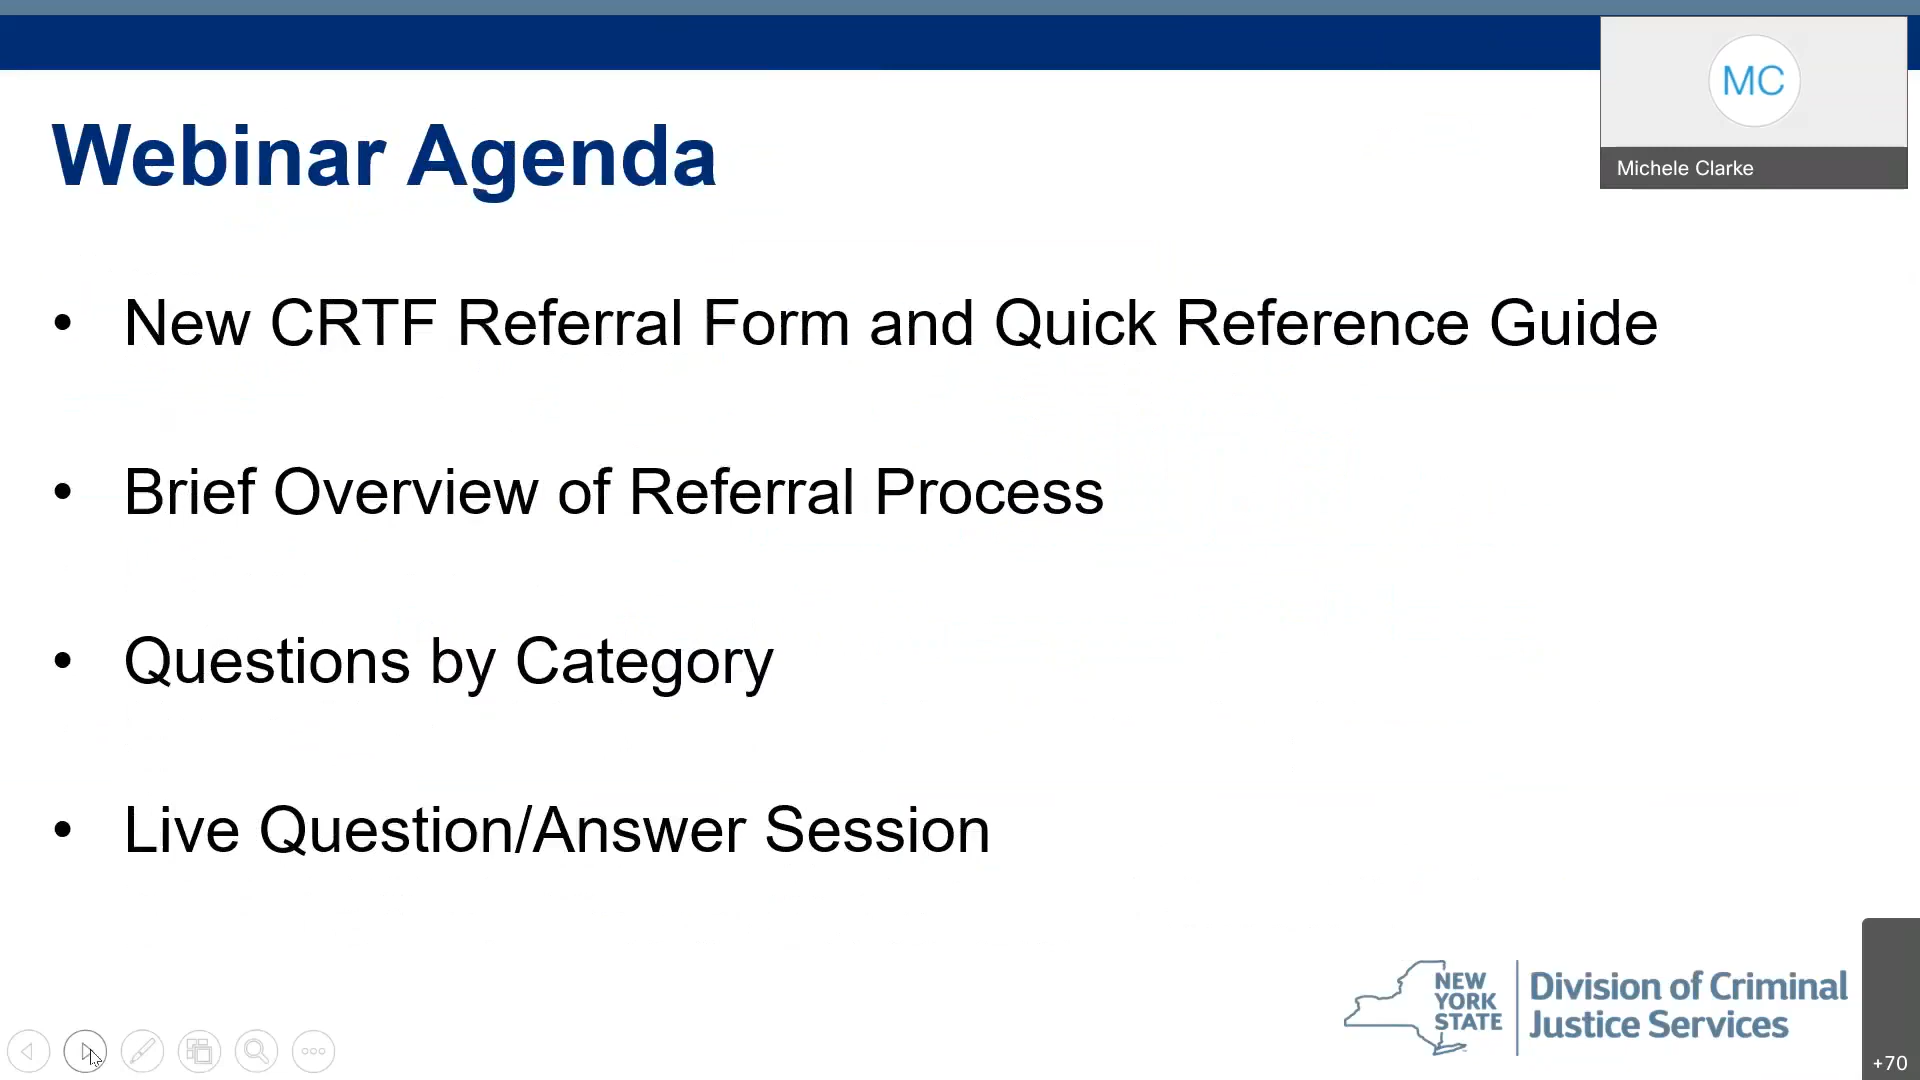 MC
Michele Clarke
Webinar Agenda
• New CRTF Referral Form and Quick Reference Guide
• Brief Overview of Referral Process
• Questions by Category
• Live Question/Answer Session
NEW
YORK
STATE
Division of Criminal
Justice Services
+70